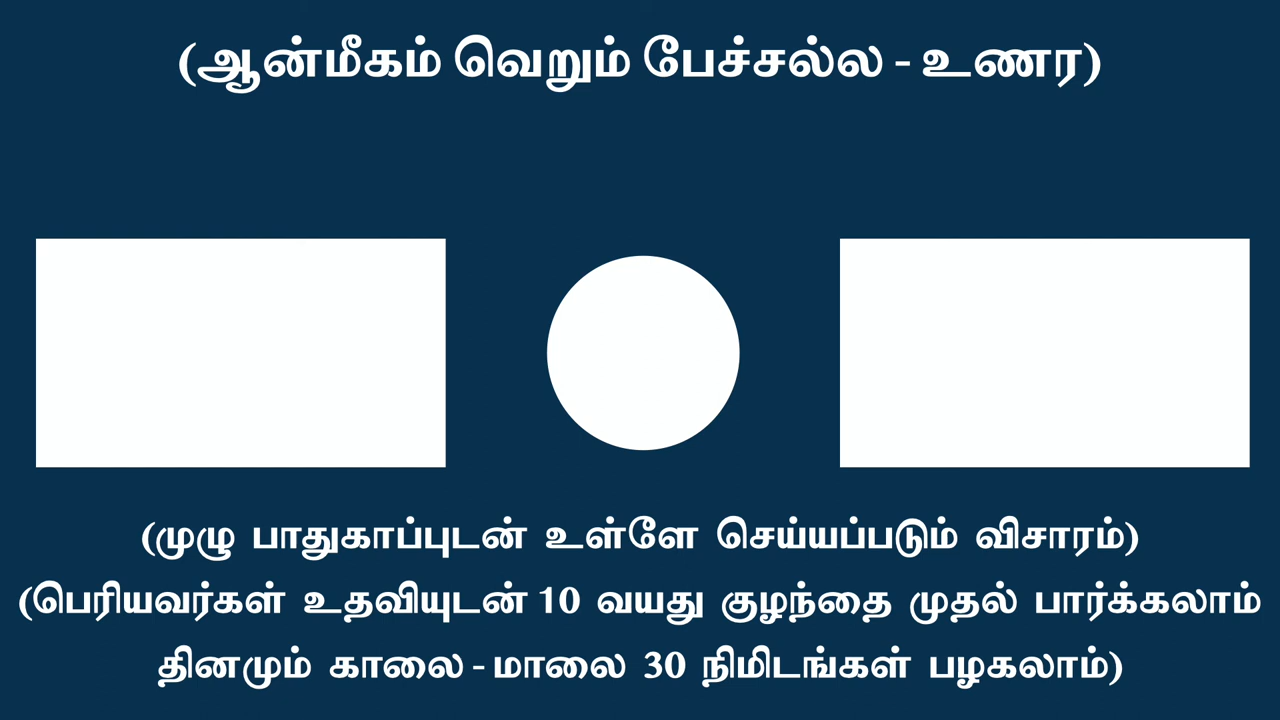 (ஆன்மீகம் வெறும் பேச்சல்ல - உணர)
(முழு பாதுகாப்புடன் உள்ளே செய்யப்படும் விசாரம்)
(பெரியவர்கள் உதவியுடன் 10 வயது குழந்தை முதல் பார்க்கலாம்
தினமும் காலை - மாலை 30 நிமிடங்கள் பழகலாம்)